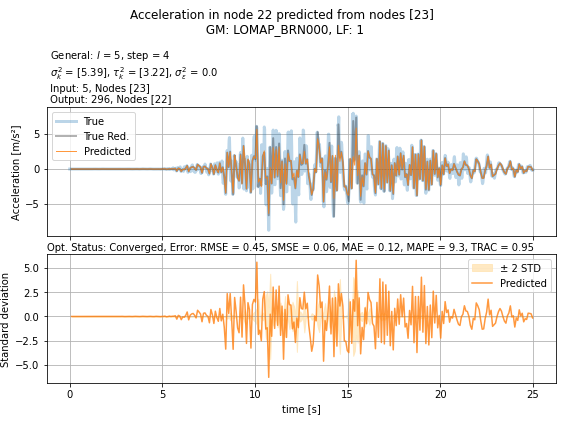 Acceleration in node 22 predicted from nodes [23]
GM: LOMAP_BRN000, LF: 1
General: l = 5, step = 4
σ²ₖ = [5.39], τ²ₖ = [3.22], σ²ε = 0.0
Input: 5, Nodes [23]
Output: 296, Nodes [22]
True
True Red.
Predicted
Acceleration [m/s²]
5
0
−5
Opt. Status: Converged, Error: RMSE = 0.45, SMSE = 0.06, MAE = 0.12, MAPE = 9.3, TRAC = 0.95
± 2 STD
Predicted
Standard deviation
5.0
2.5
0.0
−2.5
−5.0
0 5 10 15 20 25
time [s]